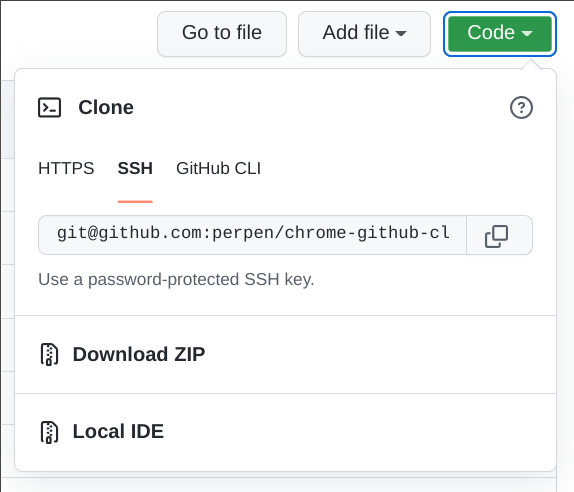 Go to file Add file Code
Clone
HTTPS SSH GitHub CLI
git@github.com:perpen/chrome-github-cl
Use a password-protected SSH key.
Download ZIP
Local IDE